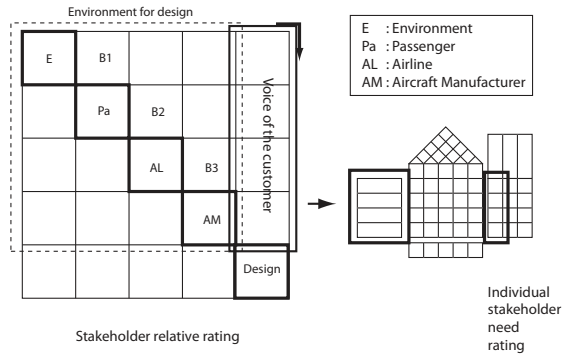 Environment for design
E B1
Pa B2
AL B3
AM
Design
Voice of the customer
E : Environment
Pa : Passenger
AL : Airline
AM : Aircraft Manufacturer
Stakeholder relative rating
Individual
stakeholder
need
rating